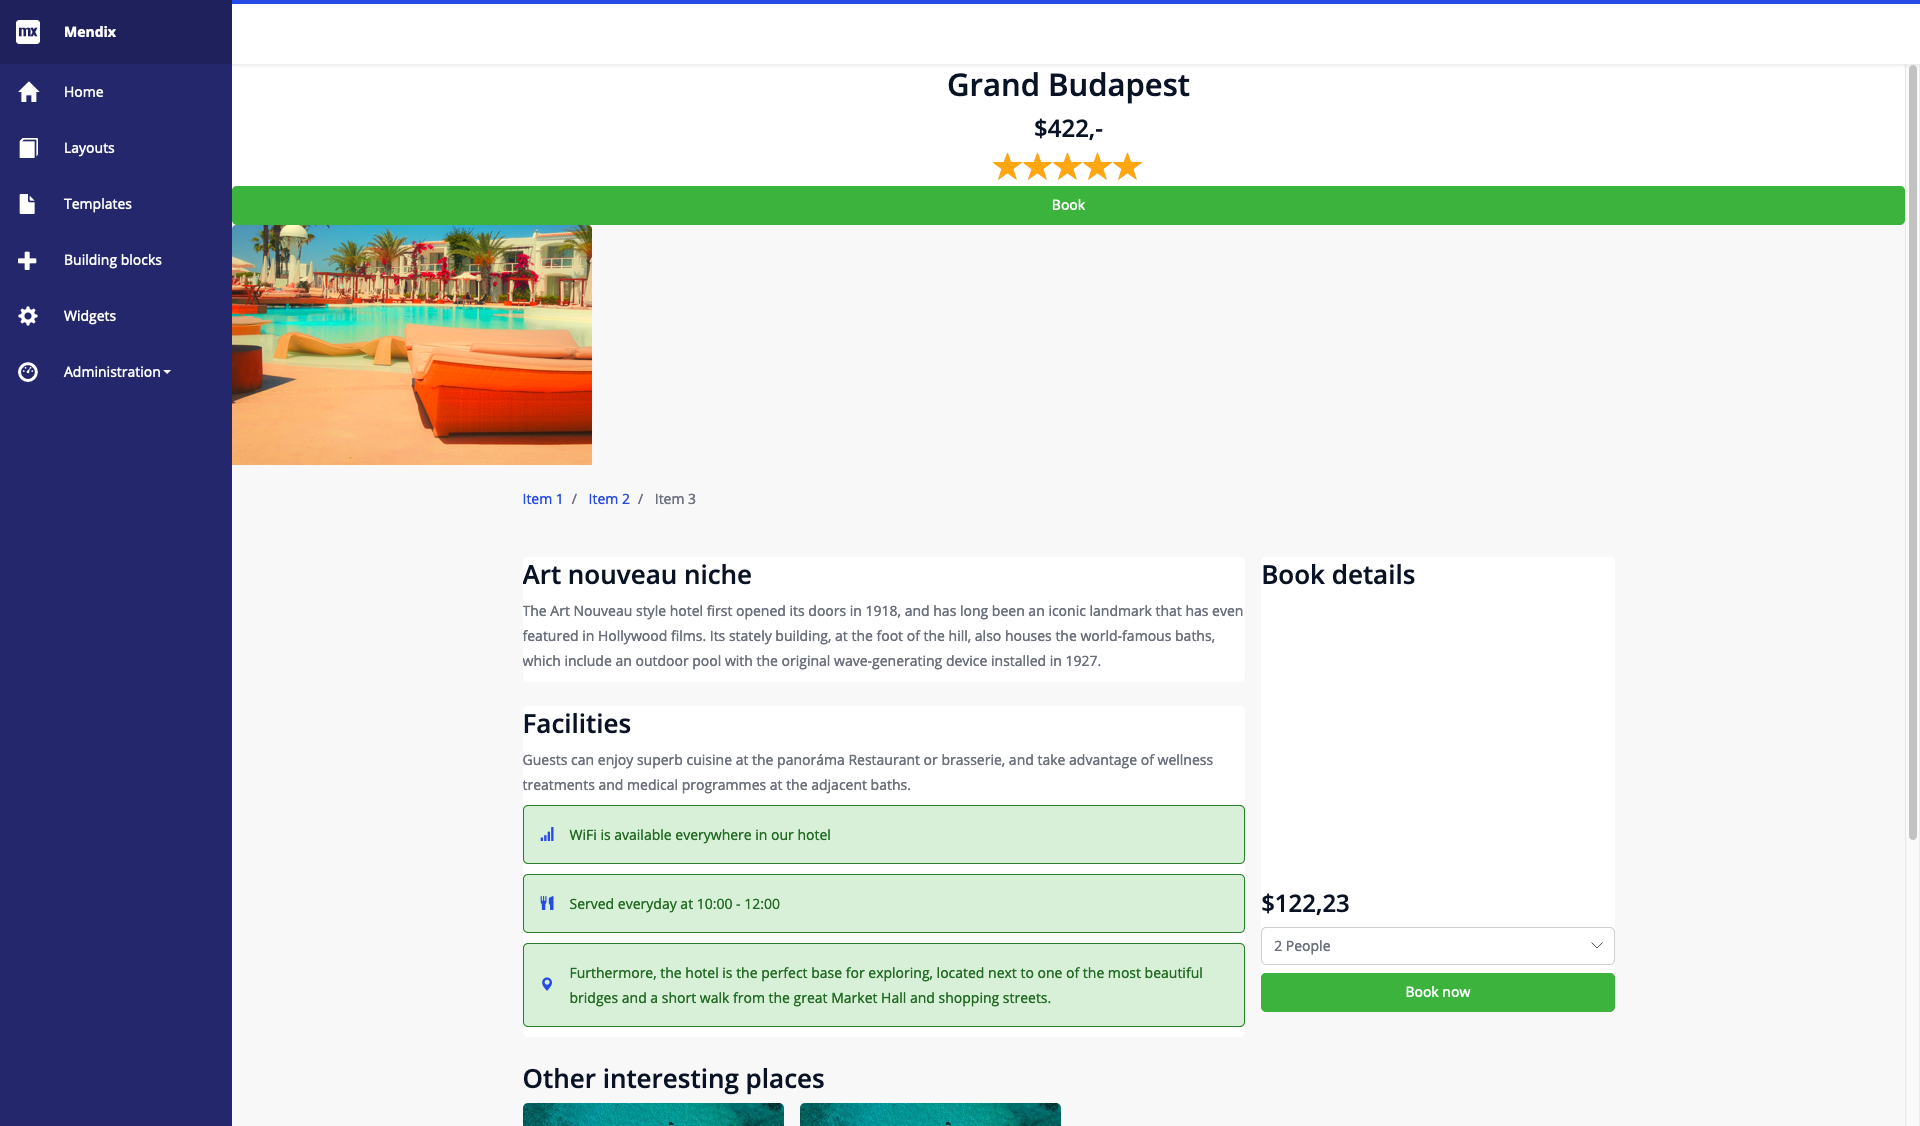 mx Mendix
Home
Layouts
Templates
Building blocks
Widgets
Administration
Grand Budapest
$422,-
Book
Item 1 / Item 2 / Item 3
Art nouveau niche
The Art Nouveau style hotel first opened its doors in 1918, and has long been an iconic landmark that has even
featured in Hollywood films. Its stately building, at the foot of the hill, also houses the world-famous baths,
which include an outdoor pool with the original wave-generating device installed in 1927.
Facilities
Guests can enjoy superb cuisine at the panoráma Restaurant or brasserie, and take advantage of wellness
treatments and medical programmes at the adjacent baths.
WiFi is available everywhere in our hotel
Served everyday at 10:00 - 12:00
Furthermore, the hotel is the perfect base for exploring, located next to one of the most beautiful
bridges and a short walk from the great Market Hall and shopping streets.
Book details
$122,23
2 People
Book now
Other interesting places